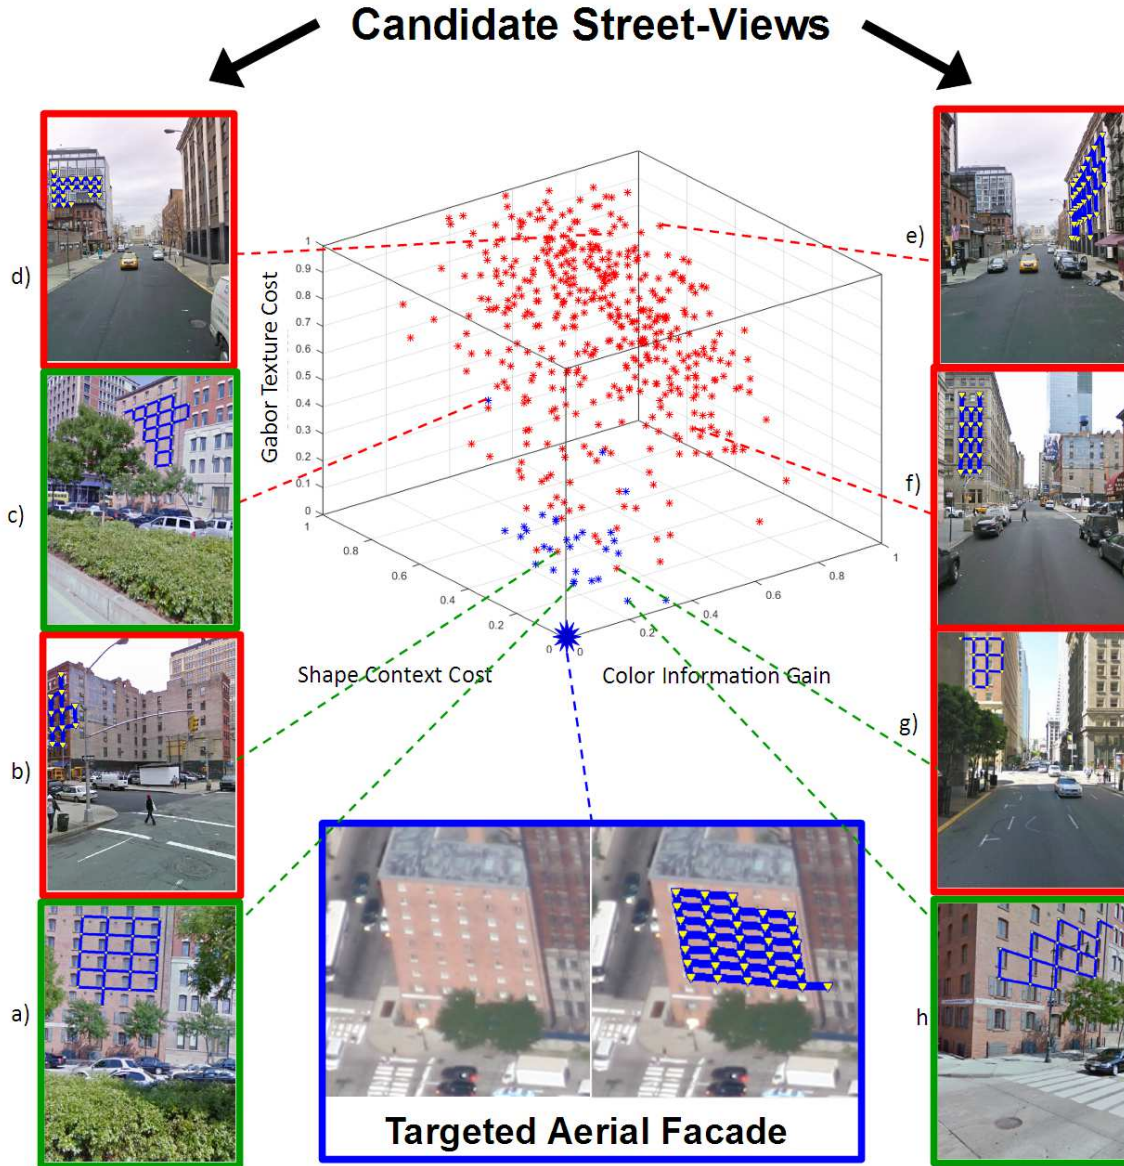 Candidate Street-Views
d)
e)
c)
f)
b)
g)
a)
h
Gabor Texture Cost
1
0.9
0.8
0.7
0.6
0.5
0.4
0.3
0.2
0.1
0
1
0.8
0.6
0.4
0.2
0
0
0.2
0.4
0.6
0.8
1
Shape Context Cost
Color Information Gain
Targeted Aerial Facade